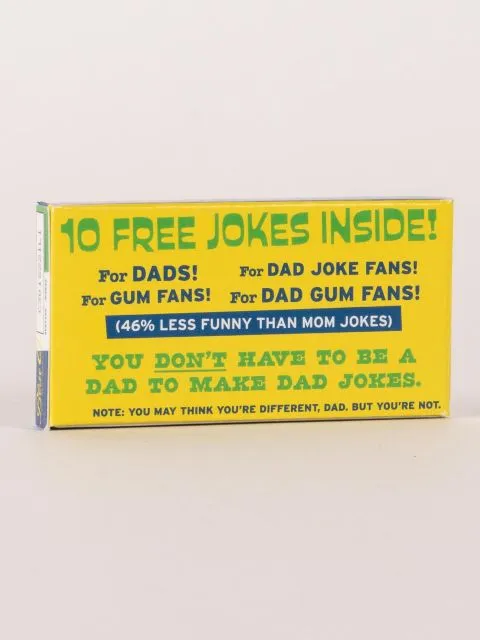 10 FREE JOKES INSIDE!
For DADS! For DAD JOKE FANS!
For GUM FANS! For DAD GUM FANS!
(46% LESS FUNNY THAN MOM JOKES)
YOU DON'T HAVE TO BE A
DAD TO MAKE DAD JOKES.
NOTE: YOU MAY THINK YOU'RE DIFFERENT, DAD. BUT YOU'RE NOT.